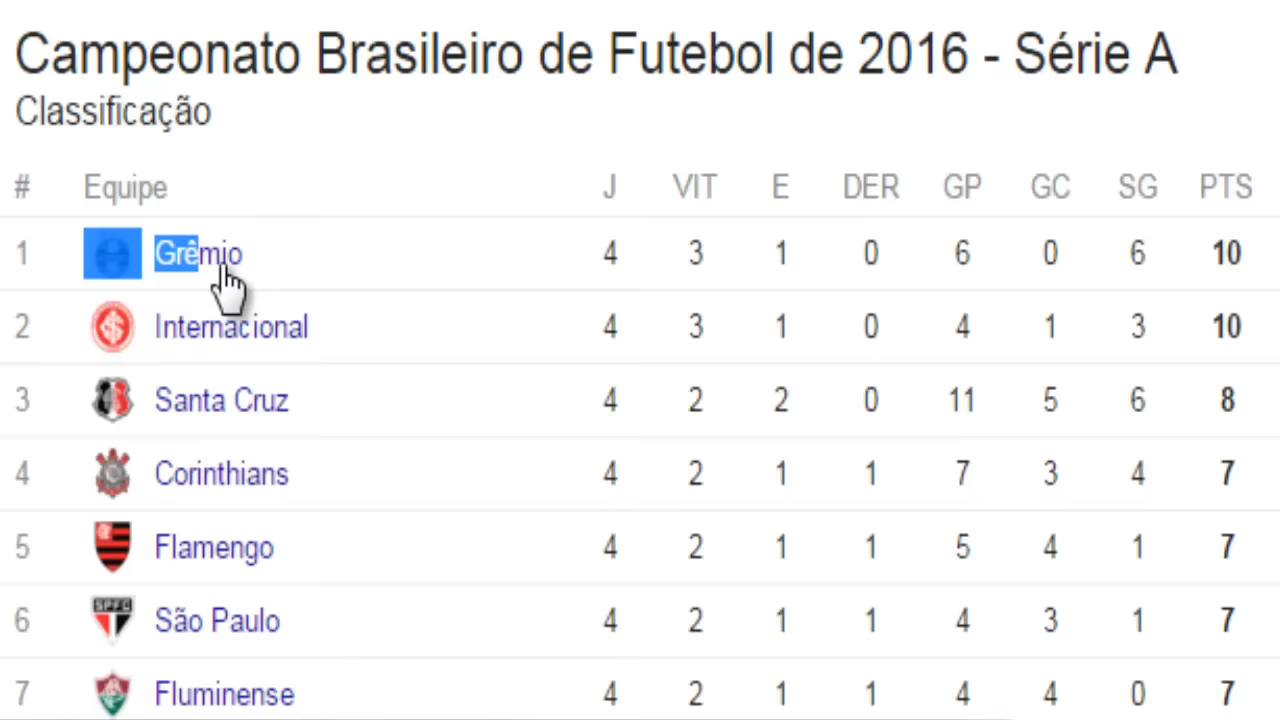 Campeonato Brasileiro de Futebol de 2016 - Série A
Classificação
# Equipe J VIT E DER GP GC SG PTS
1 Grêmio 4 3 1 0 6 0 6 10
2 Internacional 4 3 1 0 4 1 3 10
3 Santa Cruz 4 2 2 0 11 5 6 8
4 Corinthians 4 2 1 1 7 3 4 7
5 Flamengo 4 2 1 1 5 4 1 7
6 SPFC São Paulo 4 2 1 1 4 3 1 7
7 Fluminense 4 2 1 1 4 4 0 7